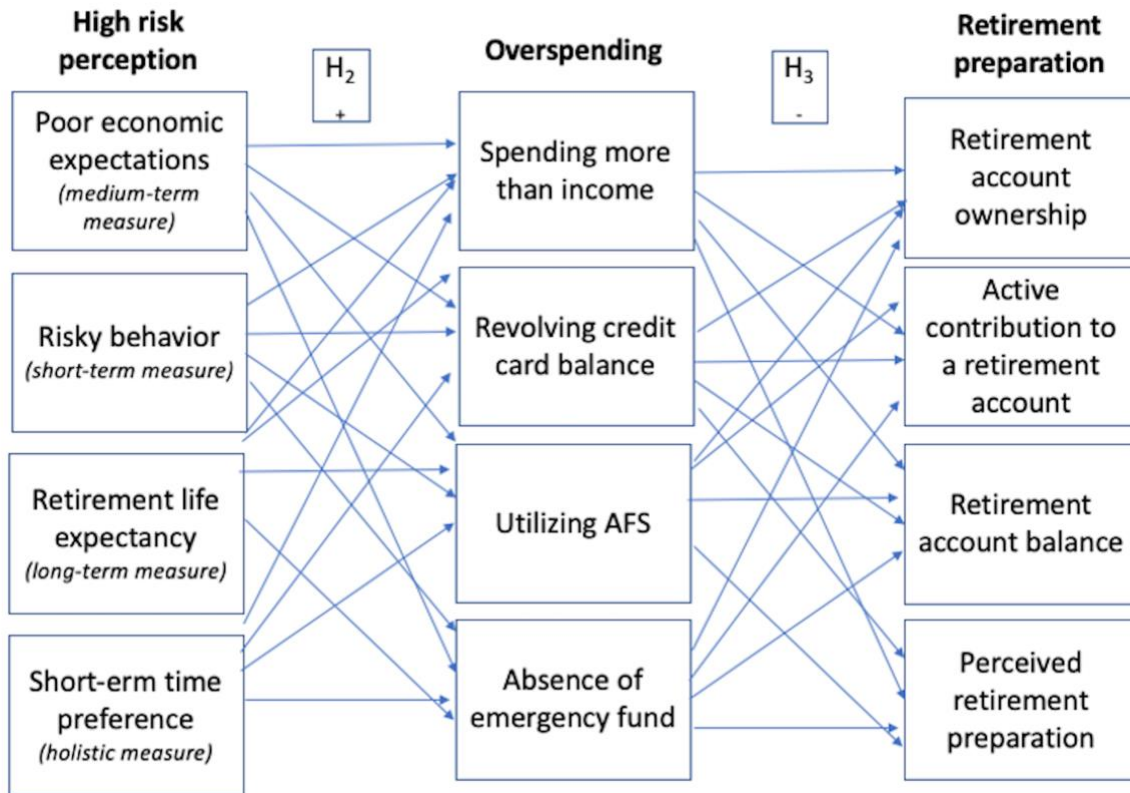 High risk
perception
H2
+
Overspending
H3
-
Retirement
preparation
Poor economic
expectations
(medium-term
measure)
Risky behavior
(short-term measure)
Retirement life
expectancy
(long-term measure)
Short-erm time
preference
(holistic measure)
Spending more
than income
Revolving credit
card balance
Utilizing AFS
Absence of
emergency fund
Retirement
account
ownership
Active
contribution to
a retirement
account
Retirement
account balance
Perceived
retirement
preparation